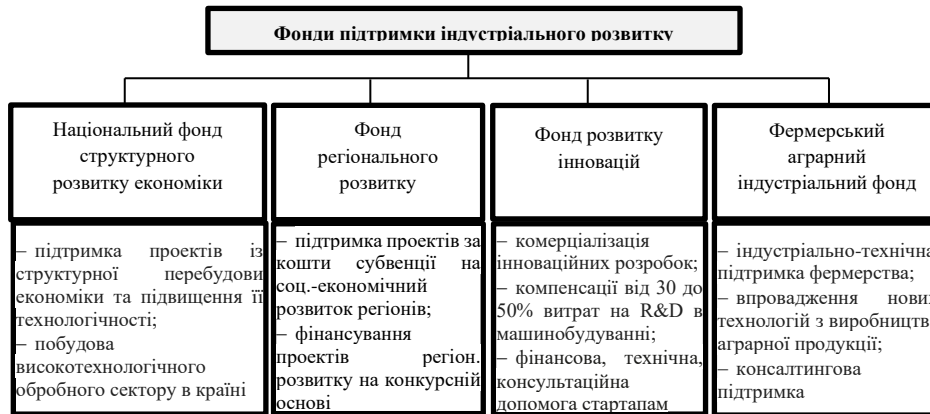 Фонди підтримки індустріального розвитку
Національний фонд
структурного
розвитку економіки
Фонд
регіонального
розвитку
Фонд розвитку
інновацій
Фермерський
аграрний
індустріальний фонд
– підтримка проектів із
структурної перебудови
економіки та підвищення її
технологічності;
– побудова
високотехнологічного
обробного сектору в країні
– підтримка проектів за
кошти субвенції на
соц.-економічний
розвиток регіонів;
– фінансування
проектів регіон.
розвитку на конкурсній
основі
– комерціалізація
інноваційних розробок;
– компенсації від 30 до
50% витрат на R&D в
машинобудуванні;
– фінансова, технічна,
консультаційна
допомога стартапам
– індустріально-технічна
підтримка фермерства;
– впровадження нових
технологій з виробництва
аграрної продукції;
– консалтингова
підтримка